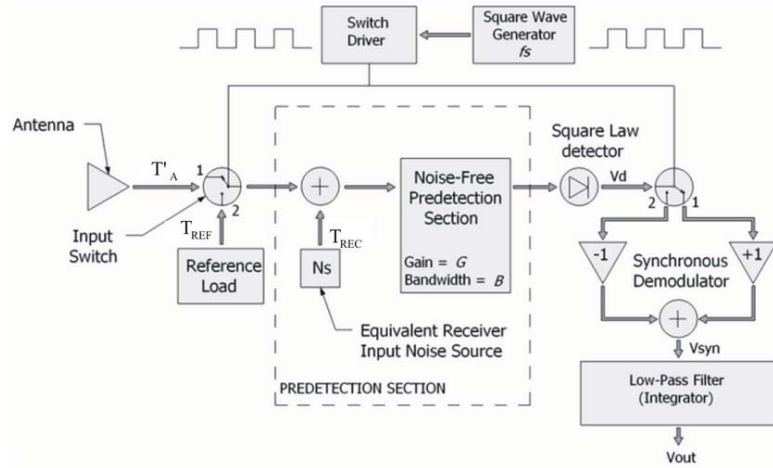 Switch
Driver
Square Wave
Generator
fs
Antenna
T'A
1
2
Input
Switch
TREF
Reference
Load
TREC
Ns
Equivalent Receiver
Input Noise Source
Noise-Free
Predetection
Section
Gain = G
Bandwidth = B
PREDETECTION SECTION
Square Law
detector
Vd
2
1
-1
+1
Synchronous
Demodulator
Vsyn
Low-Pass Filter
(Integrator)
Vout